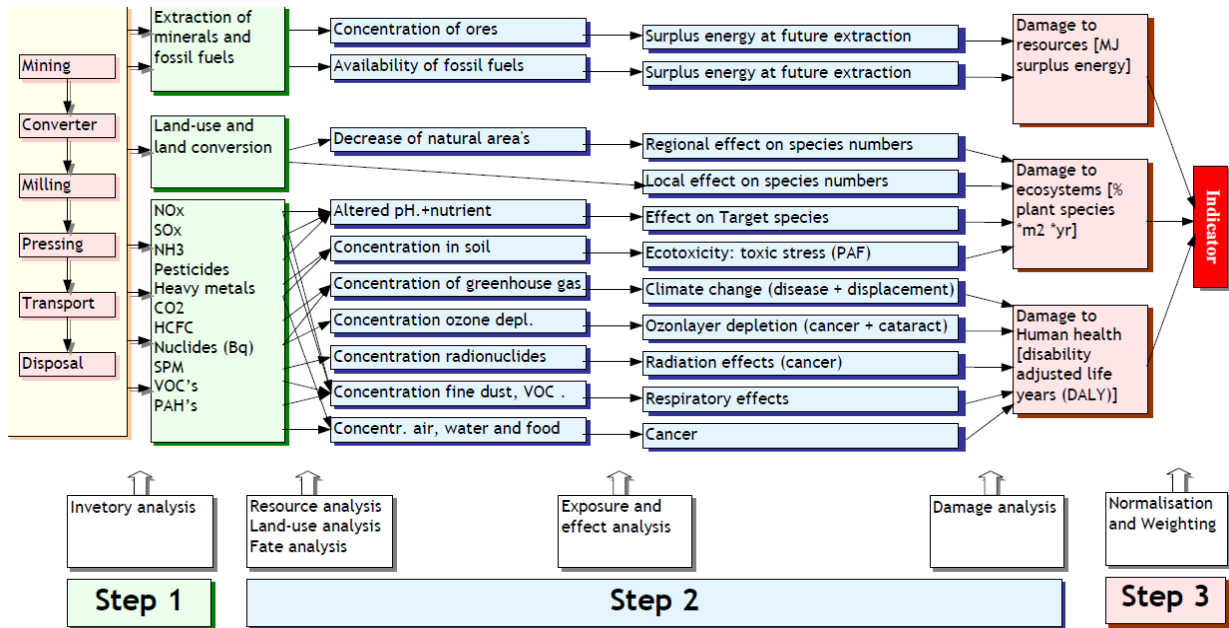 Mining
Converter
Milling
Pressing
Transport
Disposal
Extraction of
minerals and
fossil fuels
Land-use and
land conversion
NOx
SOx
NH3
Pesticides
Heavy metals
CO2
HCFC
Nuclides (Bq)
SPM
VOC's
PAH's
Concentration of ores
Availability of fossil fuels
Decrease of natural area's
Altered pH.+nutrient
Concentration in soil
Concentration of greenhouse gas
Concentration ozone depl.
Concentration radionuclides
Concentration fine dust, VOC .
Concentr. air, water and food
Surplus energy at future extraction
Surplus energy at future extraction
Regional effect on species numbers
Local effect on species numbers
Effect on Target species
Ecotoxicity: toxic stress (PAF)
Climate change (disease + displacement)
Ozonlayer depletion (cancer + cataract)
Radiation effects (cancer)
Respiratory effects
Cancer
Damage to
resources [MJ
surplus energy]
Damage to
ecosystems [%
plant species
*m2 *yr]
Damage to
Human health
[disability
adjusted life
years (DALY)]
Indicator
Invetory analysis
Resource analysis
Land-use analysis
Fate analysis
Exposure and
effect analysis
Damage analysis
Normalisation
and Weighting
Step 1
Step 2
Step 3